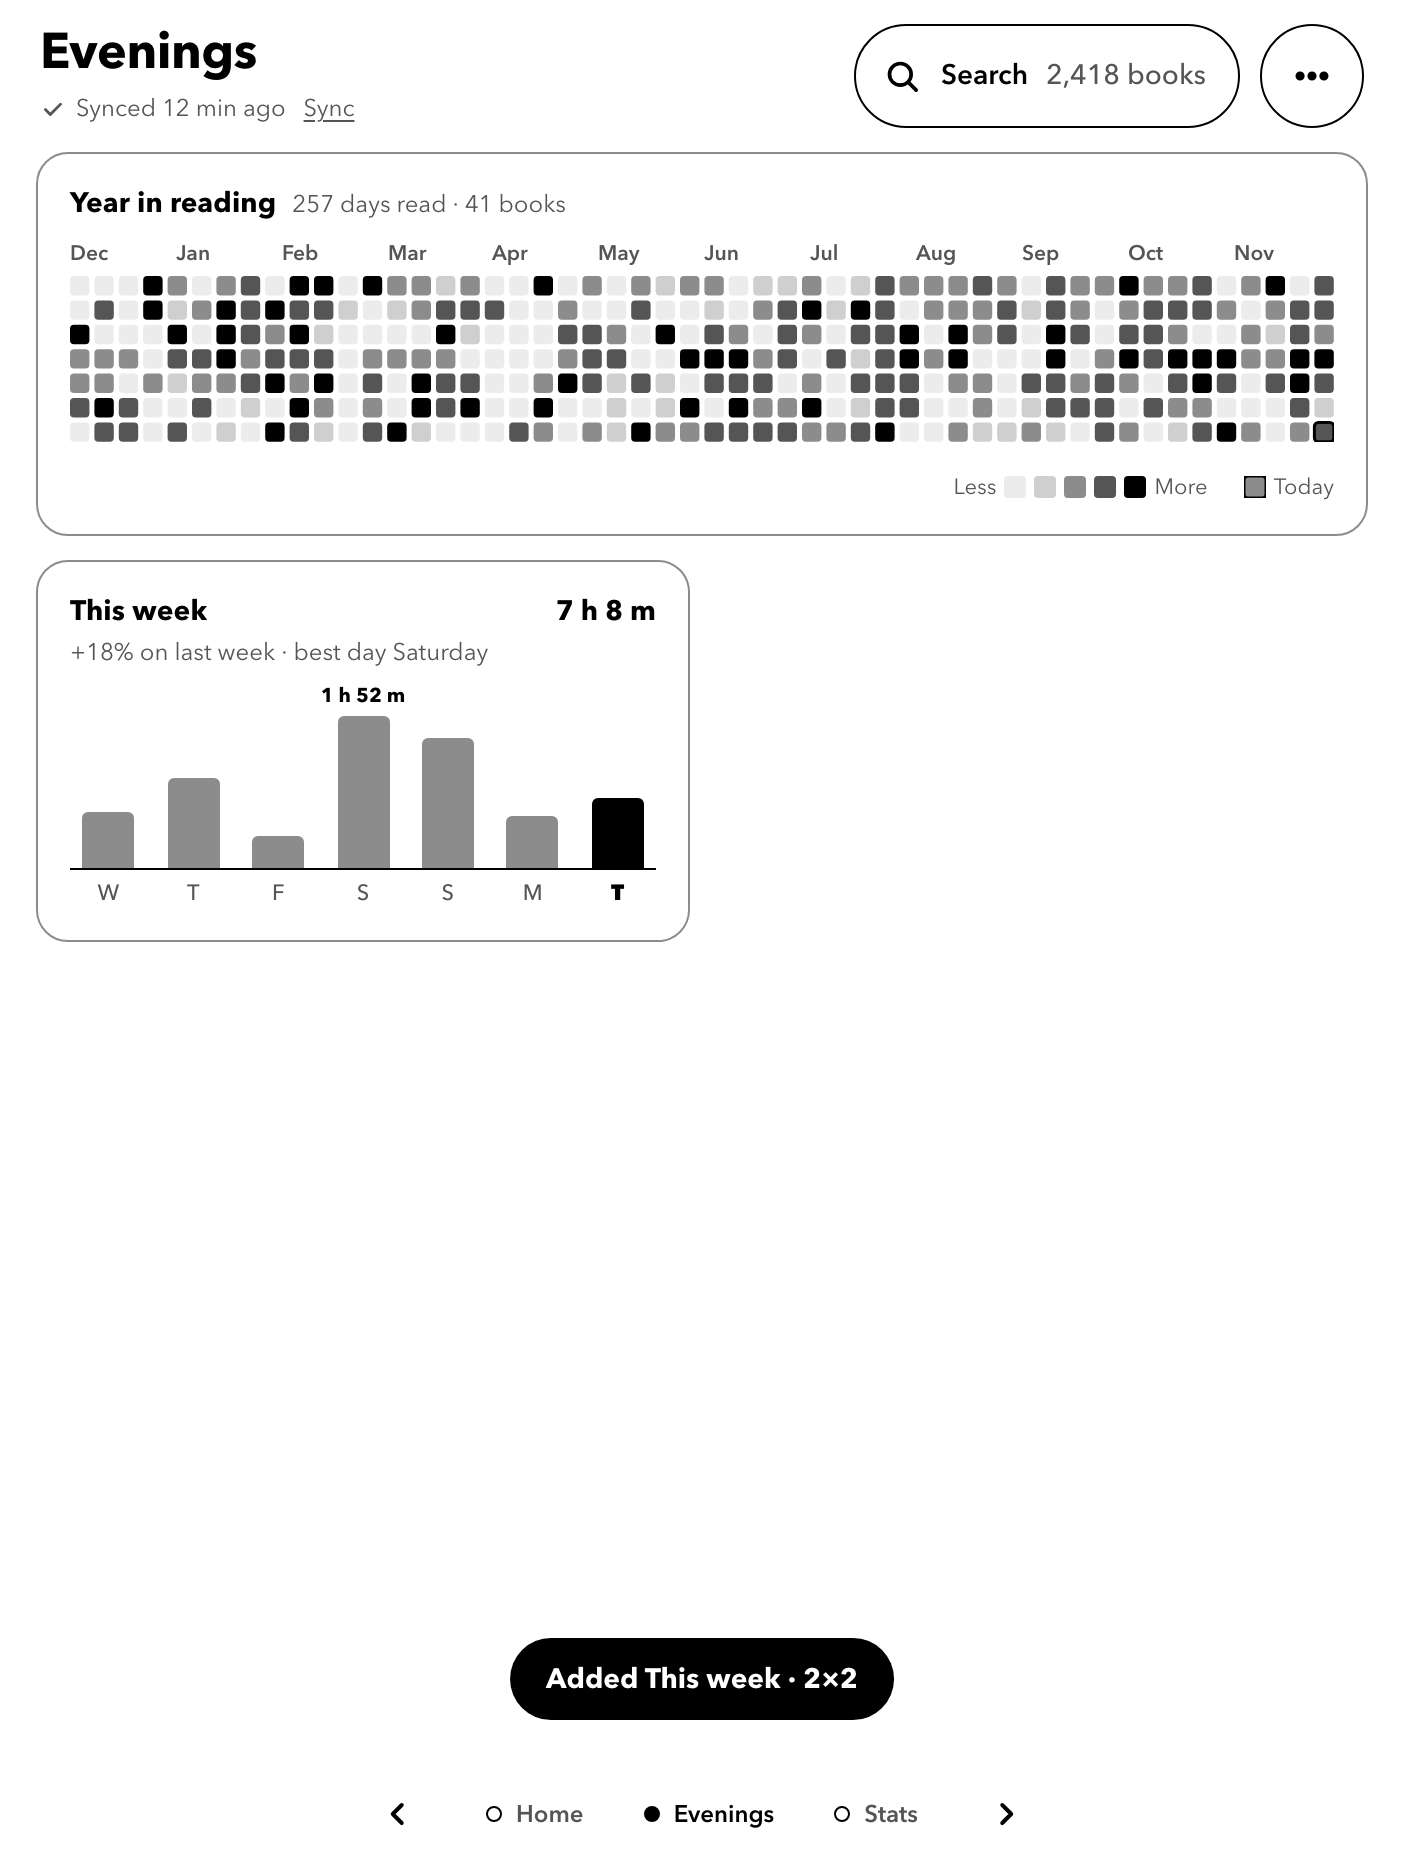 Evenings
Synced 12 min ago Sync
Search 2,418 books
Year in reading 257 days read · 41 books
Dec Jan Feb Mar Apr May Jun Jul Aug Sep Oct Nov
Less More Today
This week 7 h 8 m
+18% on last week · best day Saturday
1 h 52 m
W T F S S M T
Added This week · 2×2
Home Evenings Stats